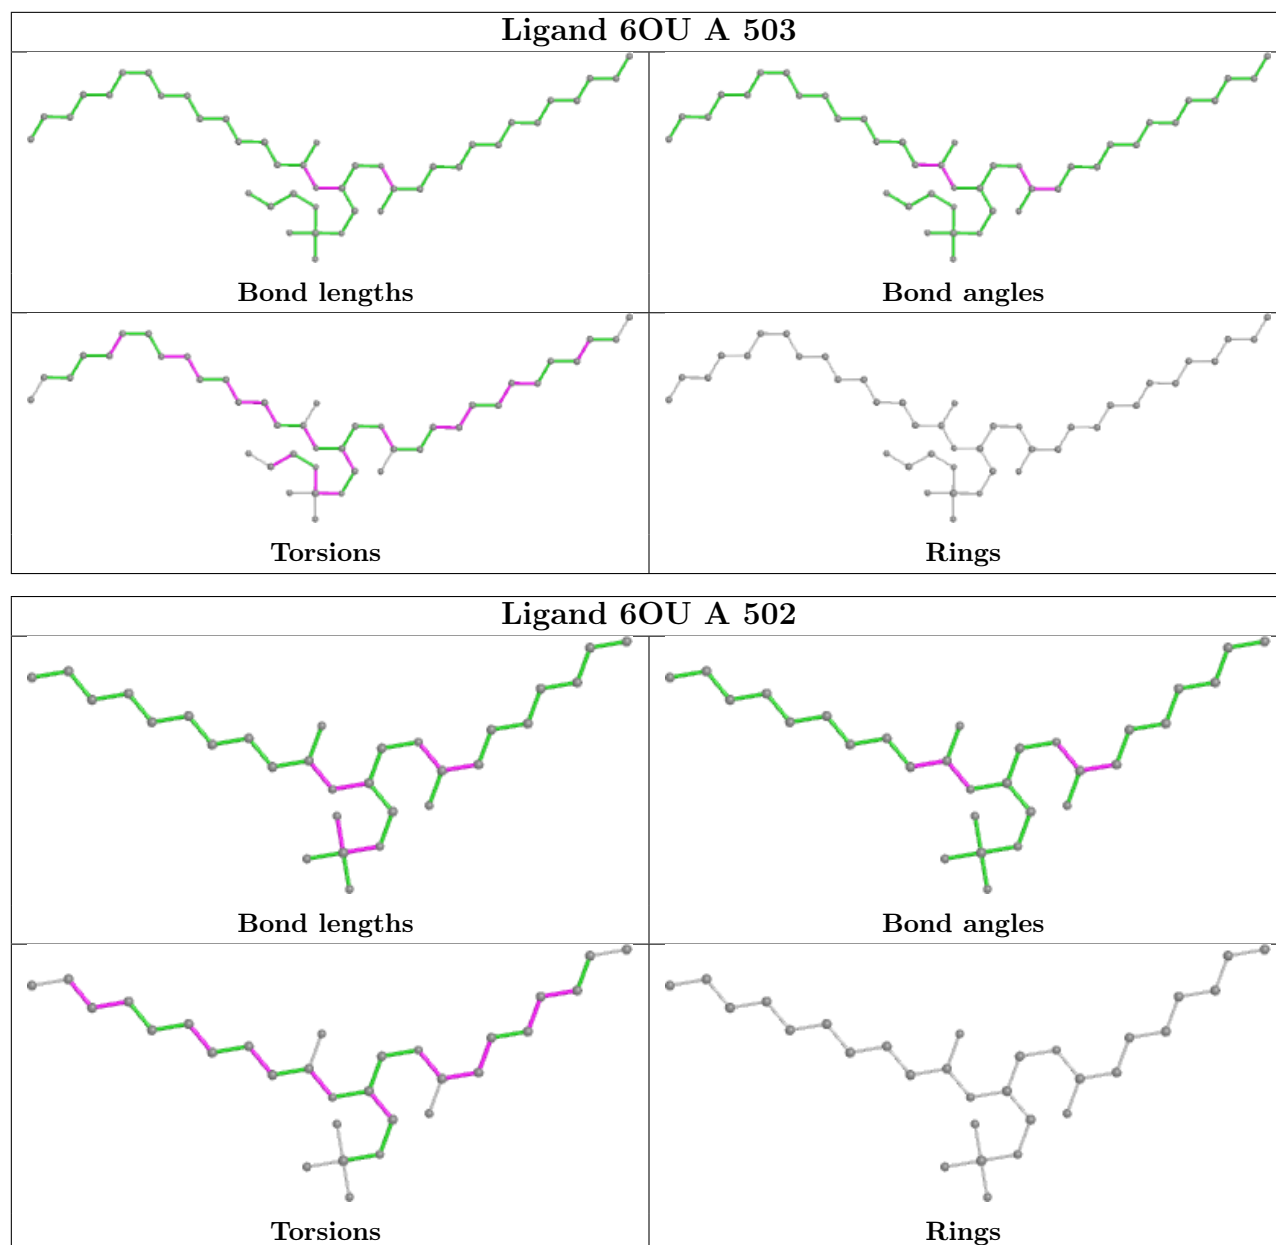 Ligand 6OU A 503
Bond lengths
Bond angles
Torsions
Rings
Ligand 6OU A 502
Bond lengths
Bond angles
Torsions
Rings